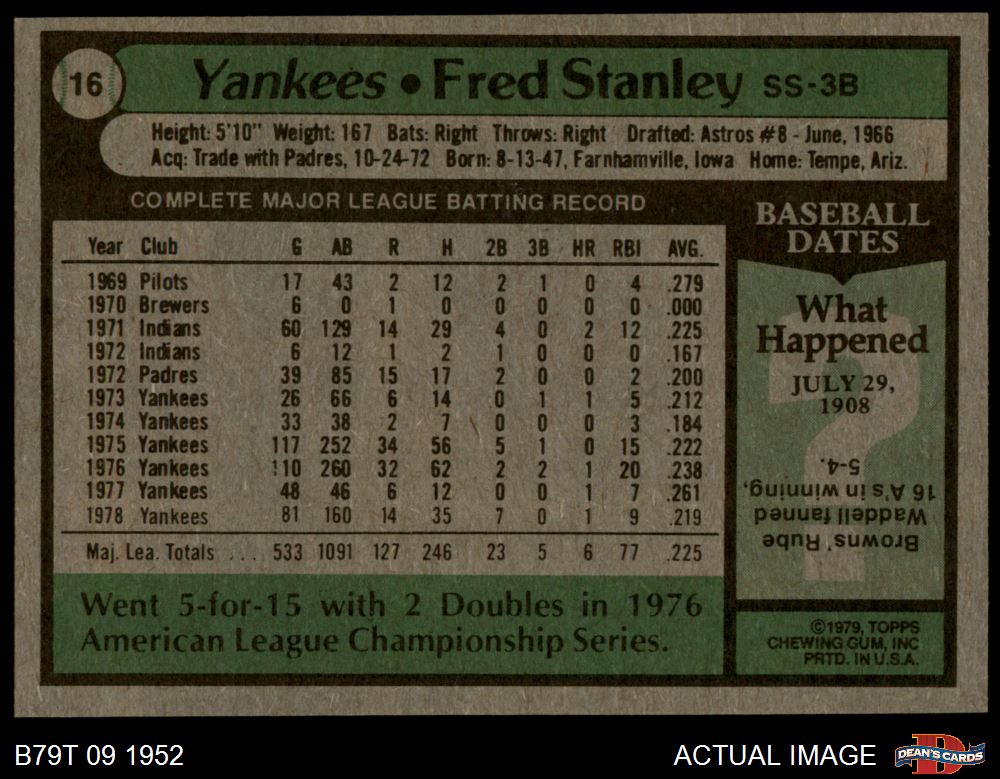 16
Yankees • Fred Stanley SS-3B
Height: 5'10" Weight: 167 Bats: Right Throws: Right Drafted: Astros #8 - June, 1966
Acq: Trade with Padres, 10-24-72 Born: 8-13-47, Farnhamville, Iowa Home: Tempe, Ariz.
COMPLETE MAJOR LEAGUE BATTING RECORD
Year Club G AB R H 2B 3B HR RBI AVG.
1969 Pilots 17 43 2 12 2 1 0 4 .279
1970 Brewers 6 0 1 0 0 0 0 0 .000
1971 Indians 60 129 14 29 4 0 2 12 .225
1972 Indians 6 12 1 2 1 0 0 0 .167
1972 Padres 39 85 15 17 2 0 0 2 .200
1973 Yankees 26 66 6 14 0 1 1 5 .212
1974 Yankees 33 38 2 7 0 0 0 3 .184
1975 Yankees 117 252 34 56 5 1 0 15 .222
1976 Yankees 110 260 32 62 2 2 1 20 .238
1977 Yankees 48 46 6 12 0 0 1 7 .261
1978 Yankees 81 160 14 35 7 0 1 9 .219
Maj. Lea. Totals ... 533 1091 127 246 23 5 6 77 .225
Went 5-for-15 with 2 Doubles in 1976
American League Championship Series.
BASEBALL
DATES
What
Happened
JULY 29,
1908
Browns' Rube
Waddell fanned
16 A's in winning,
5-4.
©1979, TOPPS
CHEWING GUM, INC
PRTD. IN U.S.A.
B79T 09 1952
ACTUAL IMAGE
DEAN'S CARDS